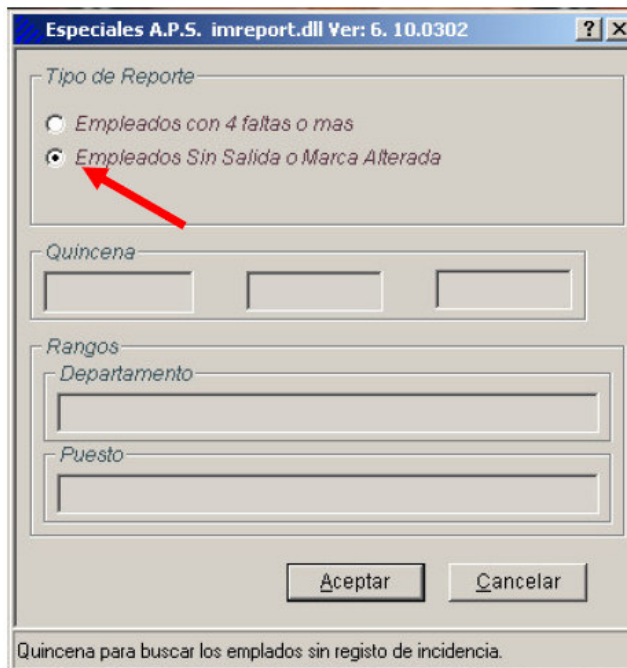 Especiales A.P.S. imreport.dll Ver: 6. 10.0302
Tipo de Reporte
Empleados con 4 faltas o mas
Empleados Sin Salida o Marca Alterada
Quincena
Rangos
Departamento
Puesto
Aceptar Cancelar
Quincena para buscar los emplados sin registo de incidencia.